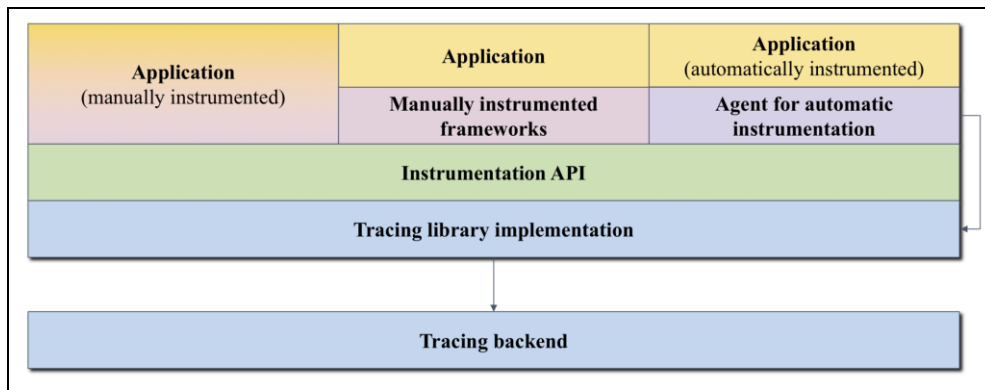 Application
(manually instrumented)
Application
Application
(automatically instrumented)
Manually instrumented
frameworks
Agent for automatic
instrumentation
Instrumentation API
Tracing library implementation
Tracing backend